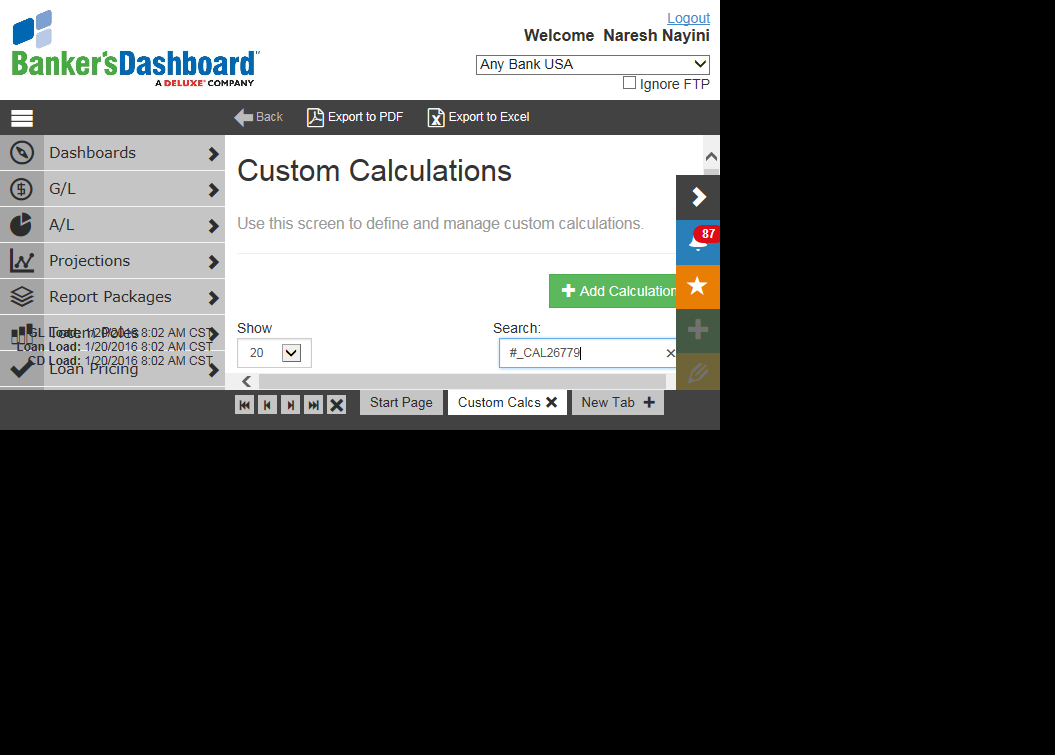 Logout
Welcome Naresh Nayini
Banker'sDashboard™
A DELUXE® COMPANY
Any Bank USA
Ignore FTP
Back Export to PDF Export to Excel
Dashboards
G/L
A/L
Projections
Report Packages
Totem Poles
Loan Pricing
GL Load: 1/20/2016 8:02 AM CST
Loan Load: 1/20/2016 8:02 AM CST
CD Load: 1/20/2016 8:02 AM CST
Custom Calculations
Use this screen to define and manage custom calculations.
87
Add Calculation
Show Search:
20 #_CAL26779
Start Page Custom Calcs New Tab